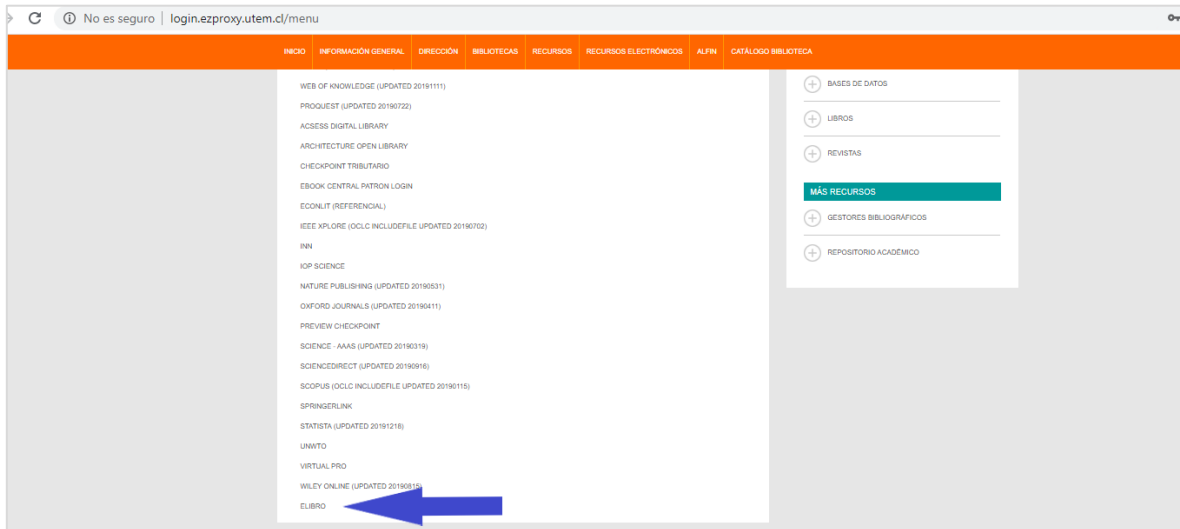 No es seguro | login.ezproxy.utem.cl/menu
INICIO INFORMACIÓN GENERAL DIRECCIÓN BIBLIOTECAS RECURSOS RECURSOS ELECTRÓNICOS ALFIN CATÁLOGO BIBLIOTECA
WEB OF KNOWLEDGE (UPDATED 20191111)
PROQUEST (UPDATED 20190722)
ACSESS DIGITAL LIBRARY
ARCHITECTURE OPEN LIBRARY
CHECKPOINT TRIBUTARIO
EBOOK CENTRAL PATRON LOGIN
ECONLIT (REFERENCIAL)
IEEE XPLORE (OCLC INCLUDEFILE UPDATED 20190702)
INN
IOP SCIENCE
NATURE PUBLISHING (UPDATED 20190531)
OXFORD JOURNALS (UPDATED 20190411)
PREVIEW CHECKPOINT
SCIENCE - AAAS (UPDATED 20190319)
SCIENCEDIRECT (UPDATED 20190916)
SCOPUS (OCLC INCLUDEFILE UPDATED 20190115)
SPRINGERLINK
STATISTA (UPDATED 20191218)
UNWTO
VIRTUAL PRO
WILEY ONLINE (UPDATED 20190815)
ELIBRO
BASES DE DATOS
LIBROS
REVISTAS
MÁS RECURSOS
GESTORES BIBLIOGRÁFICOS
REPOSITORIO ACADÉMICO